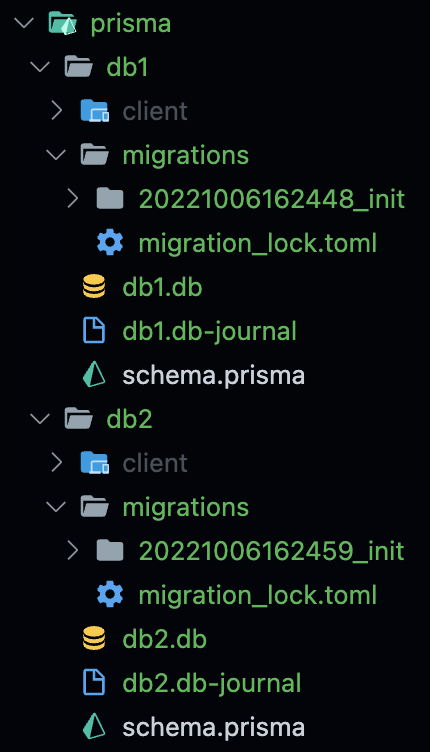 prisma
db1
client
migrations
20221006162448_init
migration_lock.toml
db1.db
db1.db-journal
schema.prisma
db2
client
migrations
20221006162459_init
migration_lock.toml
db2.db
db2.db-journal
schema.prisma